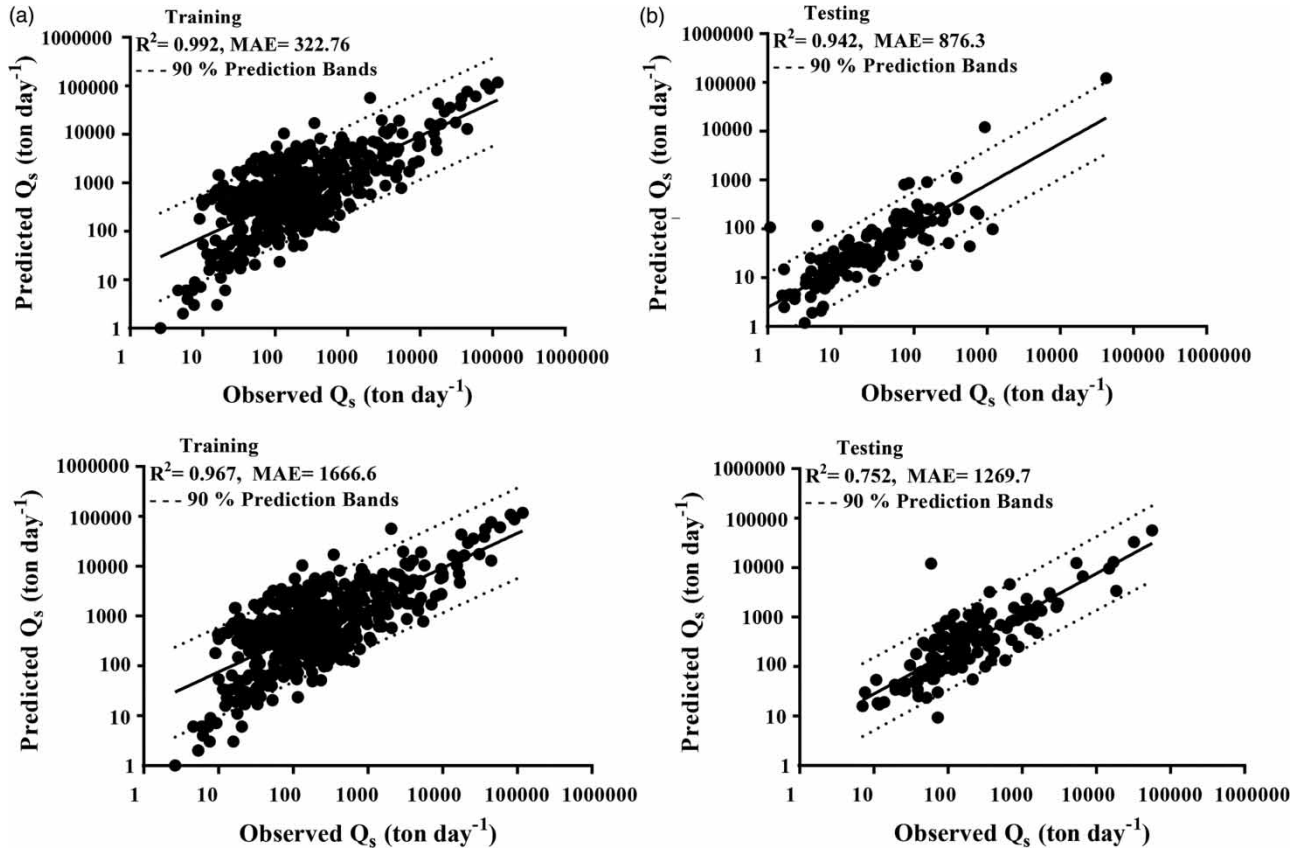 (a)
Training
R²= 0.992, MAE= 322.76
--- 90 % Prediction Bands
1000000
100000
10000
1000
100
10
1
Predicted Qs (ton day⁻¹)
1 10 100 1000 10000 100000 1000000
Observed Qs (ton day⁻¹)
(b)
Testing
R²= 0.942, MAE= 876.3
--- 90 % Prediction Bands
1000000
100000
10000
1000
100
10
1
Predicted Qs (ton day⁻¹)
1 10 100 1000 10000 100000 1000000
Observed Qs (ton day⁻¹)
Training
R²= 0.967, MAE= 1666.6
--- 90 % Prediction Bands
1000000
100000
10000
1000
100
10
1
Predicted Qs (ton day⁻¹)
1 10 100 1000 10000 100000 1000000
Observed Qs (ton day⁻¹)
Testing
R²= 0.752, MAE= 1269.7
--- 90 % Prediction Bands
1000000
100000
10000
1000
100
10
1
Predicted Qs (ton day⁻¹)
1 10 100 1000 10000 100000 1000000
Observed Qs (ton day⁻¹)